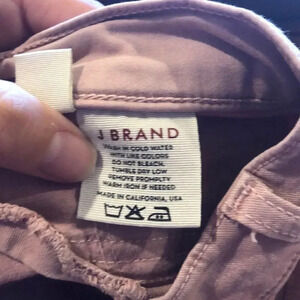 J BRAND
WASH IN COLD WATER
WITH LIKE COLORS
DO NOT BLEACH.
TUMBLE DRY LOW
REMOVE PROMPTLY
WARM IRON IF NEEDED
MADE IN CALIFORNIA, USA